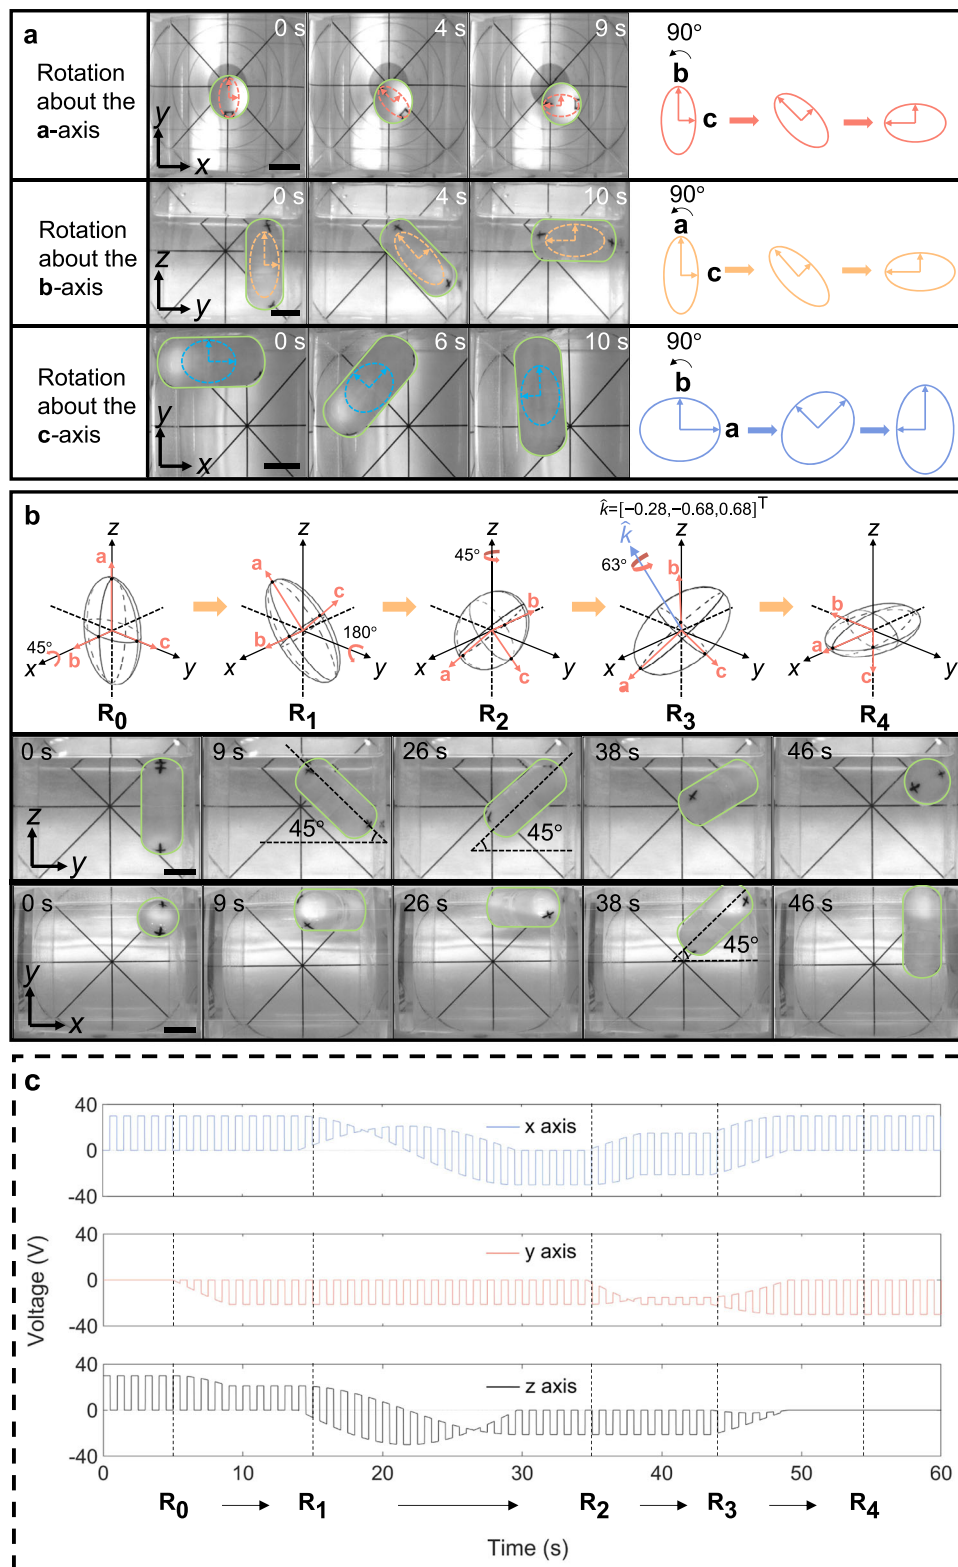 a
Rotation
about the
a-axis
y
x
0 s
4 s
9 s
90°
b
c
Rotation
about the
b-axis
z
y
0 s
4 s
10 s
90°
a
c
Rotation
about the
c-axis
y
x
0 s
6 s
10 s
90°
b
a
b
k̂=[−0.28,−0.68,0.68]ᵀ
z
a
45°
x
b
c
y
R0
z
a
c
b
180°
x
y
R1
z
45°
b
a
c
x
y
R2
k̂
z
63°
b
a
c
x
y
R3
z
b
a
c
x
y
R4
0 s
9 s
26 s
38 s
46 s
z
y
45°
45°
0 s
9 s
26 s
38 s
46 s
y
x
45°
c
40
0
-40
x axis
40
0
-40
y axis
40
0
-40
z axis
Voltage (V)
0 10 20 30 40 50 60
R0 R1 R2 R3 R4
Time (s)